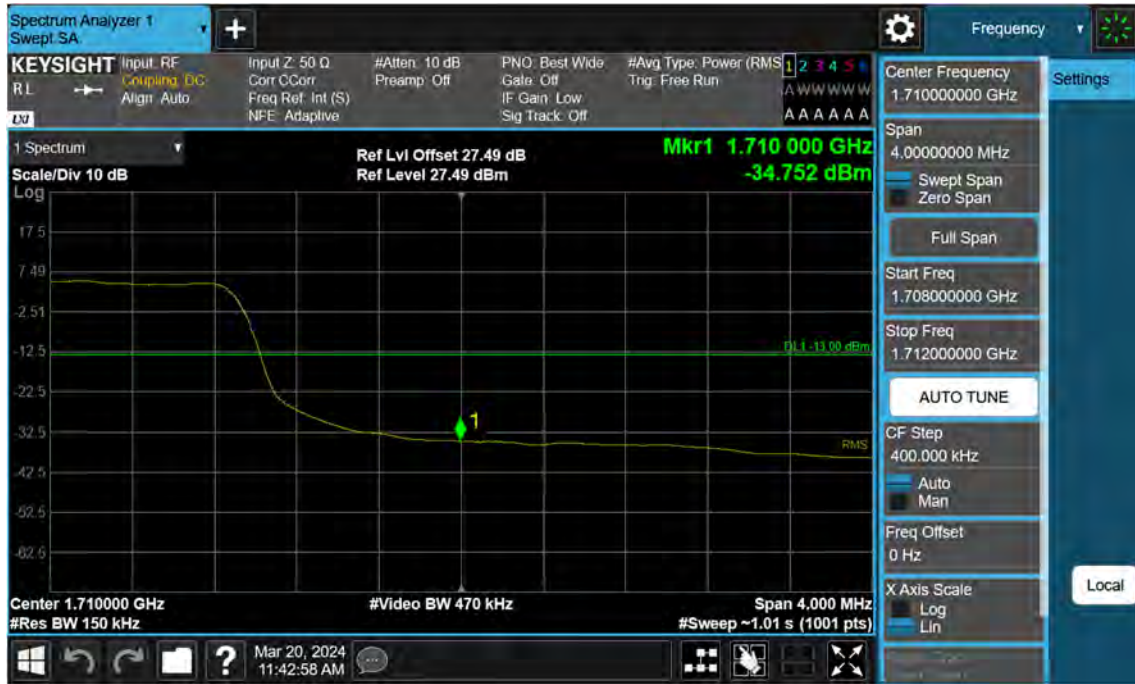 Spectrum Analyzer 1
Swept SA
Frequency
KEYSIGHT
RL
LXI
Input: RF
Coupling: DC
Align: Auto
Input Z: 50 Ω
Corr CCorr
Freq Ref: Int (S)
NFE: Adaptive
#Atten: 10 dB
Preamp: Off
PNO: Best Wide
Gate: Off
IF Gain: Low
Sig Track: Off
#Avg Type: Power (RMS
Trig: Free Run
1 2 3 4 5 6
A W W W W W
A A A A A A
1 Spectrum
Scale/Div 10 dB
Ref Lvl Offset 27.49 dB
Ref Level 27.49 dBm
Mkr1 1.710 000 GHz
-34.752 dBm
Log
17.5
7.49
-2.51
-12.5
-22.5
-32.5
-42.5
-52.5
-62.5
DL1 -13.00 dBm
1
RMS
Center 1.710000 GHz
#Res BW 150 kHz
#Video BW 470 kHz
Span 4.000 MHz
#Sweep ~1.01 s (1001 pts)
Mar 20, 2024
11:42:58 AM
Center Frequency
1.710000000 GHz
Span
4.00000000 MHz
Swept Span
Zero Span
Full Span
Start Freq
1.708000000 GHz
Stop Freq
1.712000000 GHz
AUTO TUNE
CF Step
400.000 kHz
Auto
Man
Freq Offset
0 Hz
X Axis Scale
Log
Lin
Settings
Local